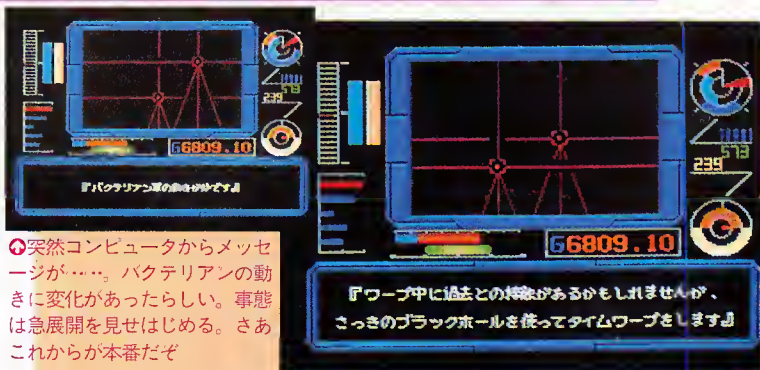 573
239
G6809.10
『バクテリアン軍の動きが妙です』
⬆突然コンピュータからメッセ
ージが……。バクテリアンの動
きに変化があったらしい。事態
は急展開を見せはじめる。さあ
これからが本番だぞ
573
239
G6809.10
『ワープ中に過去との接触があるかもしれませんが、
さっきのブラックホールを使ってタイムワープをします』